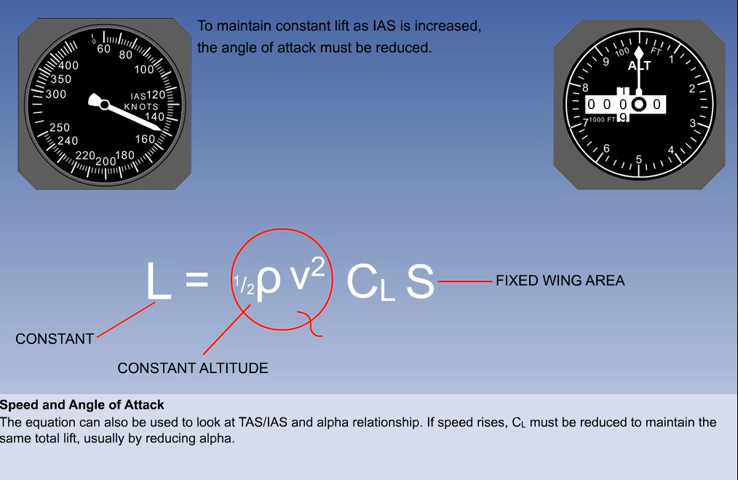 To maintain constant lift as IAS is increased,
the angle of attack must be reduced.
60
80
100
IAS 120
KNOTS
140
160
180
200
220
240
250
300
350
400
100 FT
ALT
1
2
3
4
5
6
7
8
9
0 0 0 0
1000 FT
9
L = 1/2 ρ v² CL S
FIXED WING AREA
CONSTANT
CONSTANT ALTITUDE
Speed and Angle of Attack
The equation can also be used to look at TAS/IAS and alpha relationship. If speed rises, CL must be reduced to maintain the
same total lift, usually by reducing alpha.